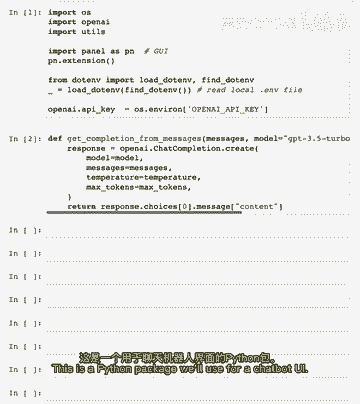 In [1]: import os
import openai
import utils
import panel as pn # GUI
pn.extension()
from dotenv import load_dotenv, find_dotenv
_ = load_dotenv(find_dotenv()) # read local .env file
openai.api_key = os.environ['OPENAI_API_KEY']
In [2]: def get_completion_from_messages(messages, model="gpt-3.5-turbo
response = openai.ChatCompletion.create(
model=model,
messages=messages,
temperature=temperature,
max_tokens=max_tokens,
)
return response.choices[0].message["content"]
In [ ]:
In [ ]:
In [ ]:
In [ ]:
In [ ]:
In [ ]:
In [ ]:
In [ ]:
这是一个用于聊天机器人界面的Python包。
This is a Python package we'll use for a chatbot UI.